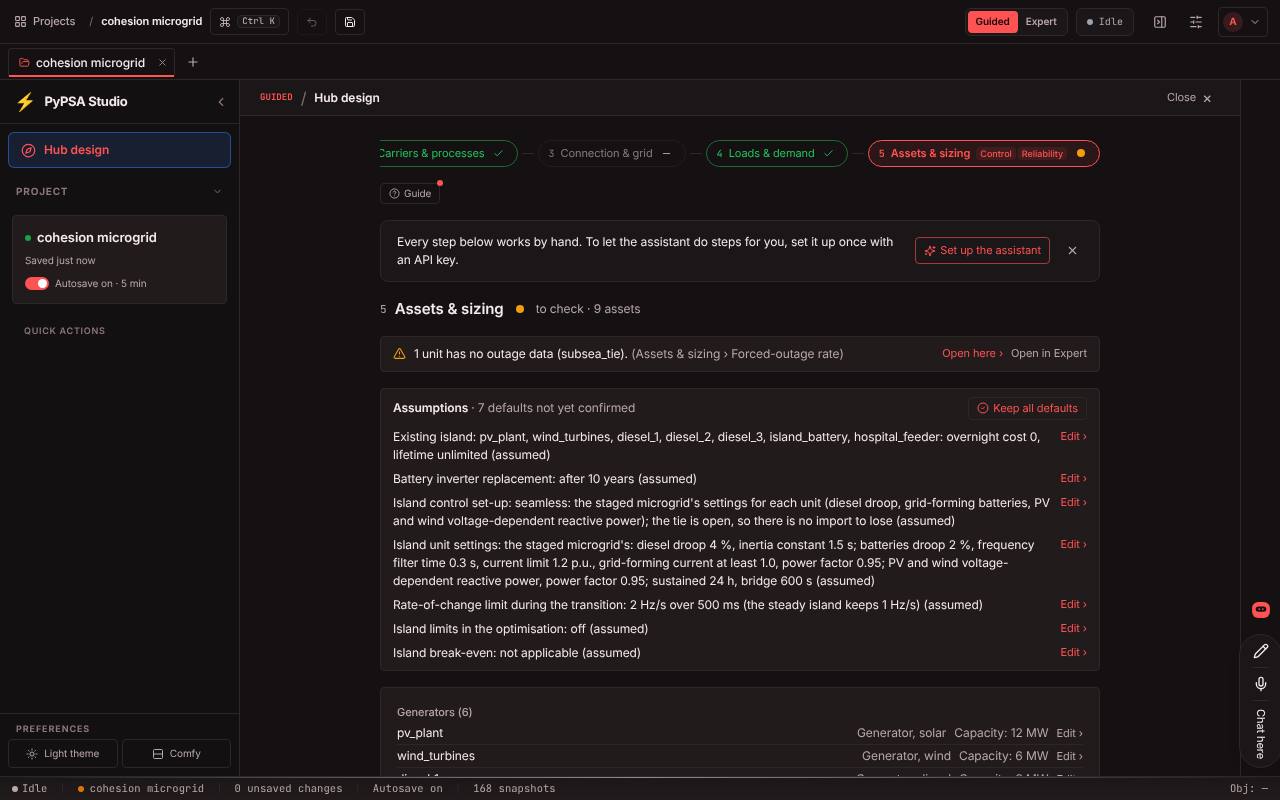 Projects / cohesion microgrid ⌘ Ctrl K Guided Expert Idle A
cohesion microgrid × +
PyPSA Studio
GUIDED / Hub design Close ×
Hub design
Carriers & processes ✓ — 3 Connection & grid – — 4 Loads & demand ✓ — 5 Assets & sizing Control Reliability
PROJECT
Guide
cohesion microgrid
Saved just now
Autosave on · 5 min
QUICK ACTIONS
Every step below works by hand. To let the assistant do steps for you, set it up once with
an API key.
Set up the assistant ×
5 Assets & sizing to check · 9 assets
1 unit has no outage data (subsea_tie). (Assets & sizing › Forced-outage rate) Open here › Open in Expert
Assumptions · 7 defaults not yet confirmed Keep all defaults
Existing island: pv_plant, wind_turbines, diesel_1, diesel_2, diesel_3, island_battery, hospital_feeder: overnight cost 0, Edit ›
lifetime unlimited (assumed)
Battery inverter replacement: after 10 years (assumed) Edit ›
Island control set-up: seamless: the staged microgrid's settings for each unit (diesel droop, grid-forming batteries, PV Edit ›
and wind voltage-dependent reactive power); the tie is open, so there is no import to lose (assumed)
Island unit settings: the staged microgrid's: diesel droop 4 %, inertia constant 1.5 s; batteries droop 2 %, frequency Edit ›
filter time 0.3 s, current limit 1.2 p.u., grid-forming current at least 1.0, power factor 0.95; PV and wind voltage-
dependent reactive power, power factor 0.95; sustained 24 h, bridge 600 s (assumed)
Rate-of-change limit during the transition: 2 Hz/s over 500 ms (the steady island keeps 1 Hz/s) (assumed) Edit ›
Island limits in the optimisation: off (assumed) Edit ›
Island break-even: not applicable (assumed) Edit ›
Generators (6)
pv_plant Generator, solar Capacity: 12 MW Edit ›
wind_turbines Generator, wind Capacity: 6 MW Edit ›
Chat here
PREFERENCES
Light theme Comfy
Idle cohesion microgrid 0 unsaved changes Autosave on 168 snapshots Obj: —